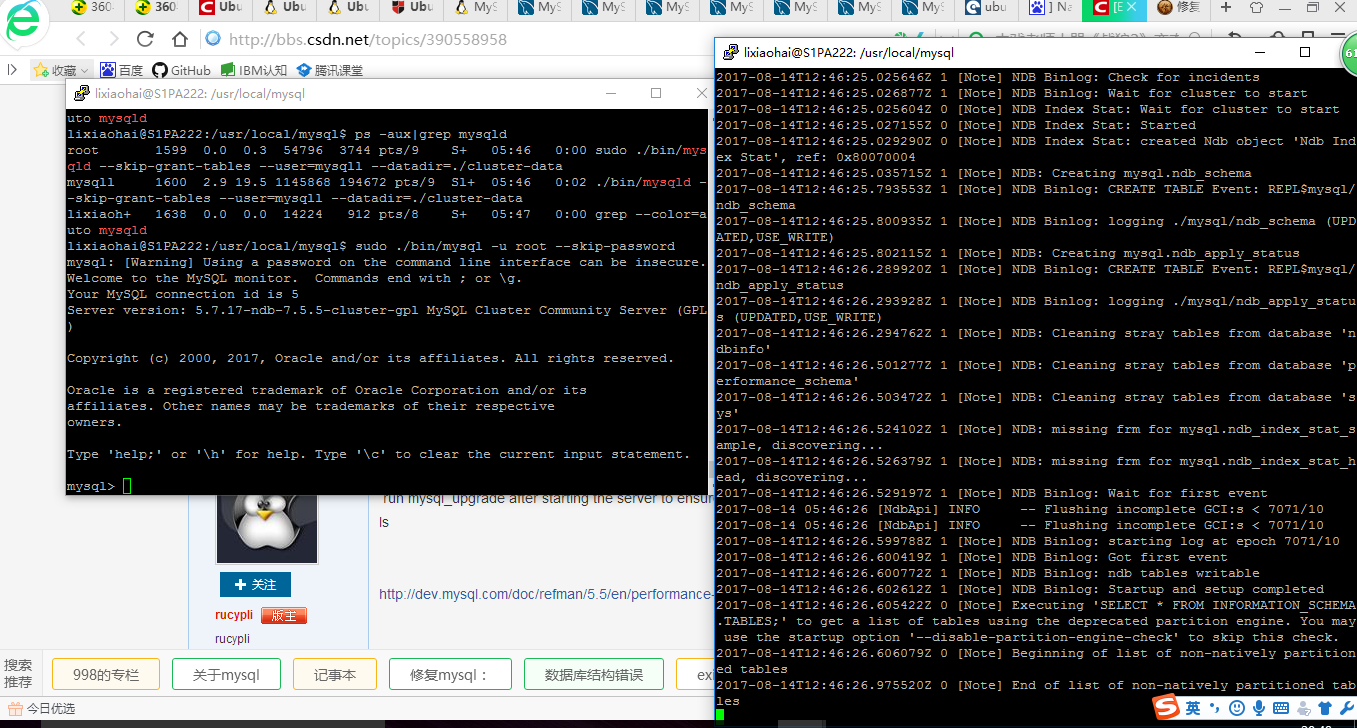 360
360
Ubu
Ubu
Ubu
Ubu
MyS
MyS
MyS
MyS
MyS
MyS
MyS
MyS
ubu
] Na
[E
修复
http://bbs.csdn.net/topics/390558958
收藏
百度
GitHub
IBM认知
腾讯课堂
61
lixiaohai@S1PA222: /usr/local/mysql
uto mysqld
lixiaohai@S1PA222:/usr/local/mysql$ ps -aux|grep mysqld
root 1599 0.0 0.3 54796 3744 pts/9 S+ 05:46 0:00 sudo ./bin/mys
qld --skip-grant-tables --user=mysqll --datadir=./cluster-data
mysqll 1600 2.9 19.5 1145868 194672 pts/9 Sl+ 05:46 0:02 ./bin/mysqld -
-skip-grant-tables --user=mysqll --datadir=./cluster-data
lixiaoh+ 1638 0.0 0.0 14224 912 pts/8 S+ 05:47 0:00 grep --color=a
uto mysqld
lixiaohai@S1PA222:/usr/local/mysql$ sudo ./bin/mysql -u root --skip-password
mysql: [Warning] Using a password on the command line interface can be insecure.
Welcome to the MySQL monitor.  Commands end with ; or \g.
Your MySQL connection id is 5
Server version: 5.7.17-ndb-7.5.5-cluster-gpl MySQL Cluster Community Server (GPL
)
Copyright (c) 2000, 2017, Oracle and/or its affiliates. All rights reserved.
Oracle is a registered trademark of Oracle Corporation and/or its
affiliates. Other names may be trademarks of their respective
owners.
Type 'help;' or '\h' for help. Type '\c' to clear the current input statement.
mysql>
lixiaohai@S1PA222: /usr/local/mysql
2017-08-14T12:46:25.025646Z 1 [Note] NDB Binlog: Check for incidents
2017-08-14T12:46:25.026877Z 1 [Note] NDB Binlog: Wait for cluster to start
2017-08-14T12:46:25.025604Z 0 [Note] NDB Index Stat: Wait for cluster to start
2017-08-14T12:46:25.027155Z 0 [Note] NDB Index Stat: Started
2017-08-14T12:46:25.029290Z 0 [Note] NDB Index Stat: created Ndb object 'Ndb Ind
ex Stat', ref: 0x80070004
2017-08-14T12:46:25.035715Z 1 [Note] NDB: Creating mysql.ndb_schema
2017-08-14T12:46:25.793553Z 1 [Note] NDB Binlog: CREATE TABLE Event: REPL$mysql/
ndb_schema
2017-08-14T12:46:25.800935Z 1 [Note] NDB Binlog: logging ./mysql/ndb_schema (UPD
ATED,USE_WRITE)
2017-08-14T12:46:25.802115Z 1 [Note] NDB: Creating mysql.ndb_apply_status
2017-08-14T12:46:26.289920Z 1 [Note] NDB Binlog: CREATE TABLE Event: REPL$mysql/
ndb_apply_status
2017-08-14T12:46:26.293928Z 1 [Note] NDB Binlog: logging ./mysql/ndb_apply_statu
s (UPDATED,USE_WRITE)
2017-08-14T12:46:26.294762Z 1 [Note] NDB: Cleaning stray tables from database 'n
dbinfo'
2017-08-14T12:46:26.501277Z 1 [Note] NDB: Cleaning stray tables from database 'p
erformance_schema'
2017-08-14T12:46:26.503472Z 1 [Note] NDB: Cleaning stray tables from database 's
ys'
2017-08-14T12:46:26.524102Z 1 [Note] NDB: missing frm for mysql.ndb_index_stat_s
ample, discovering...
2017-08-14T12:46:26.526379Z 1 [Note] NDB: missing frm for mysql.ndb_index_stat_h
ead, discovering...
2017-08-14T12:46:26.529197Z 1 [Note] NDB Binlog: Wait for first event
2017-08-14 05:46:26 [NdbApi] INFO     -- Flushing incomplete GCI:s < 7071/10
2017-08-14 05:46:26 [NdbApi] INFO     -- Flushing incomplete GCI:s < 7071/10
2017-08-14T12:46:26.599788Z 1 [Note] NDB Binlog: starting log at epoch 7071/10
2017-08-14T12:46:26.600419Z 1 [Note] NDB Binlog: Got first event
2017-08-14T12:46:26.600772Z 1 [Note] NDB Binlog: ndb tables writable
2017-08-14T12:46:26.602612Z 1 [Note] NDB Binlog: Startup and setup completed
2017-08-14T12:46:26.605422Z 0 [Note] Executing 'SELECT * FROM INFORMATION_SCHEMA
.TABLES;' to get a list of tables using the deprecated partition engine. You may
use the startup option '--disable-partition-engine-check' to skip this check.
2017-08-14T12:46:26.606079Z 0 [Note] Beginning of list of non-natively partition
ed tables
2017-08-14T12:46:26.975520Z 0 [Note] End of list of non-natively partitioned tab
les
run mysql_upgrade after starting the server to ensur
ls
关注
http://dev.mysql.com/doc/refman/5.5/en/performance-
rucypli 版主
rucypli
搜索
推荐
998的专栏
关于mysql
记事本
修复mysql：
数据库结构错误
exi
今日优选
英